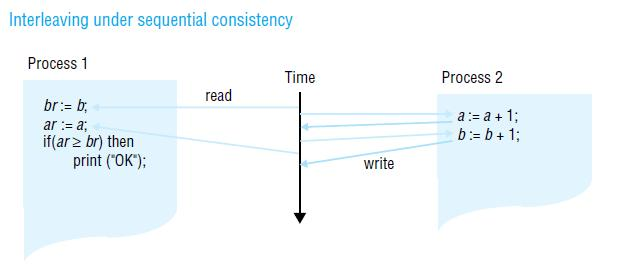 Interleaving under sequential consistency
Process 1
br := b;
ar := a;
if(ar ≥ br) then
print ("OK");
read
Time
write
Process 2
a := a + 1;
b := b + 1;